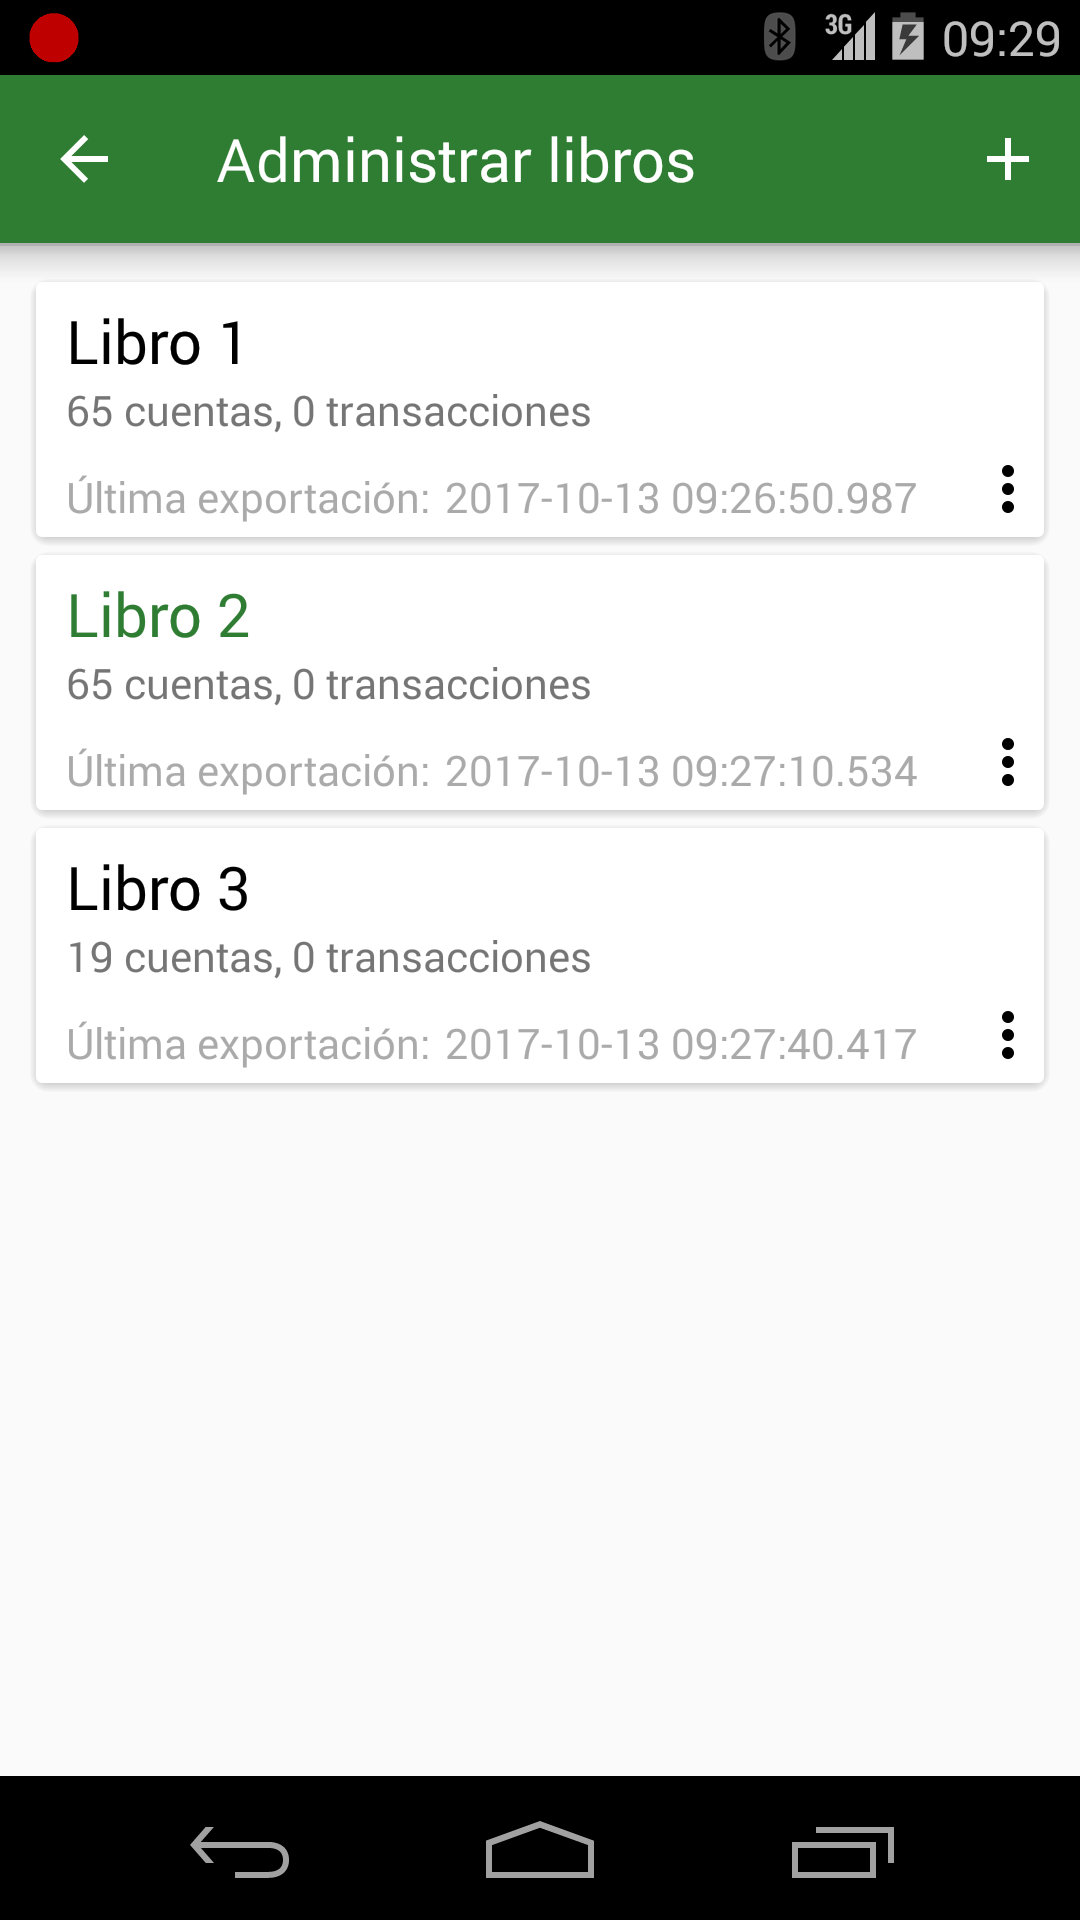 3G 09:29
Administrar libros
Libro 1
65 cuentas, 0 transacciones
Última exportación: 2017-10-13 09:26:50.987
Libro 2
65 cuentas, 0 transacciones
Última exportación: 2017-10-13 09:27:10.534
Libro 3
19 cuentas, 0 transacciones
Última exportación: 2017-10-13 09:27:40.417